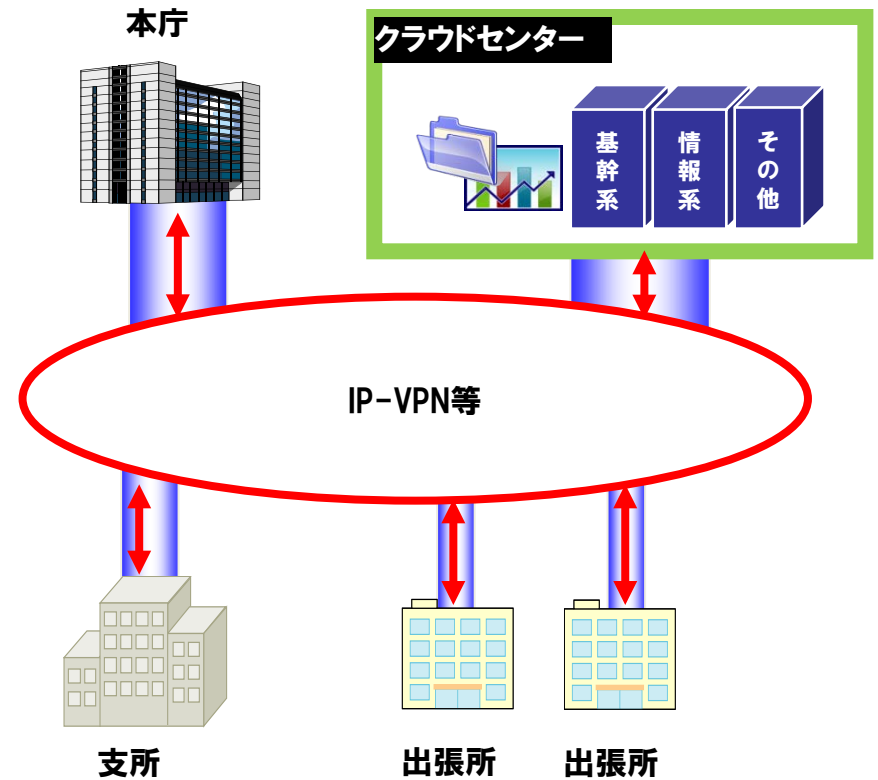 本庁
クラウドセンター
基幹系
情報系
その他
IP-VPN等
支所
出張所
出張所